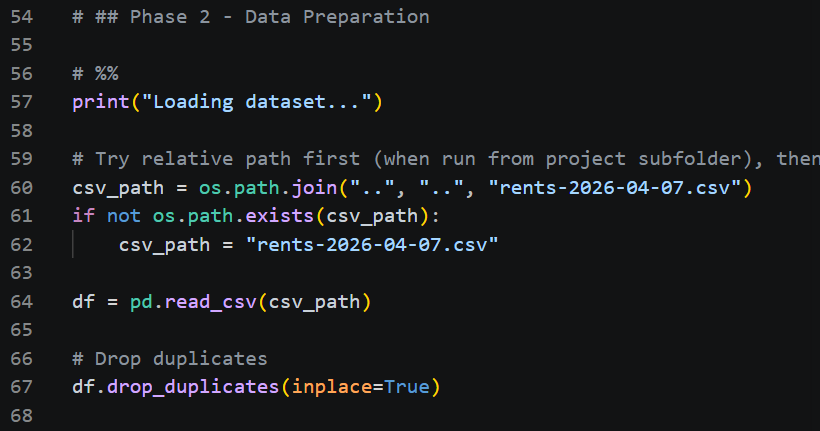 54 # ## Phase 2 - Data Preparation
55
56 # %%
57 print("Loading dataset...")
58
59 # Try relative path first (when run from project subfolder), then
60 csv_path = os.path.join("..", "..", "rents-2026-04-07.csv")
61 if not os.path.exists(csv_path):
62     csv_path = "rents-2026-04-07.csv"
63
64 df = pd.read_csv(csv_path)
65
66 # Drop duplicates
67 df.drop_duplicates(inplace=True)
68